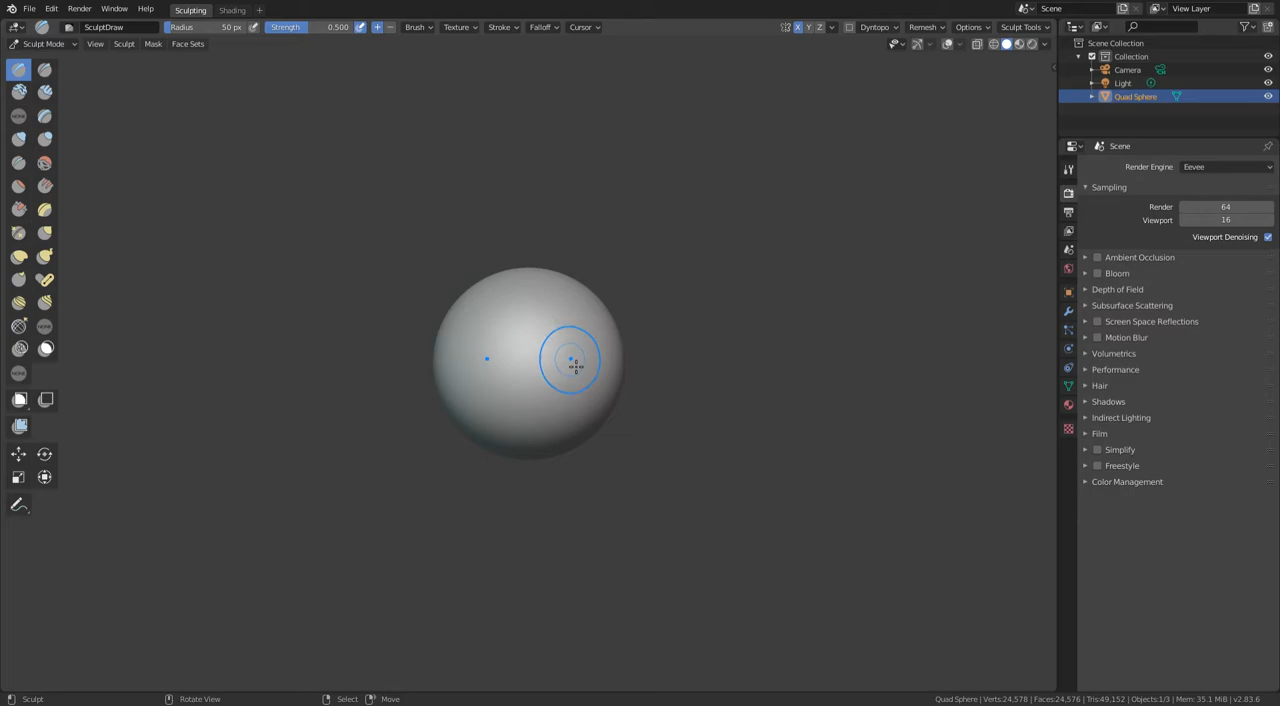 File Edit Render Window Help Sculpting Shading + Scene View Layer
SculptDraw Radius 50 px Strength 0.500 Brush Texture Stroke Falloff Cursor X Y Z Dyntopo Remesh Options Sculpt Tools
Sculpt Mode View Sculpt Mask Face Sets
Scene Collection
Collection
Camera
Light
Quad Sphere
Scene
Render Engine Eevee
Sampling
Render 64
Viewport 16
Viewport Denoising
Ambient Occlusion
Bloom
Depth of Field
Subsurface Scattering
Screen Space Reflections
Motion Blur
Volumetrics
Performance
Hair
Shadows
Indirect Lighting
Film
Simplify
Freestyle
Color Management
NONE
NONE
NONE
Sculpt Rotate View Select Move Quad Sphere | Verts:24,578 | Faces:24,576 | Tris:49,152 | Objects:1/3 | Mem: 35.1 MiB | v2.83.6